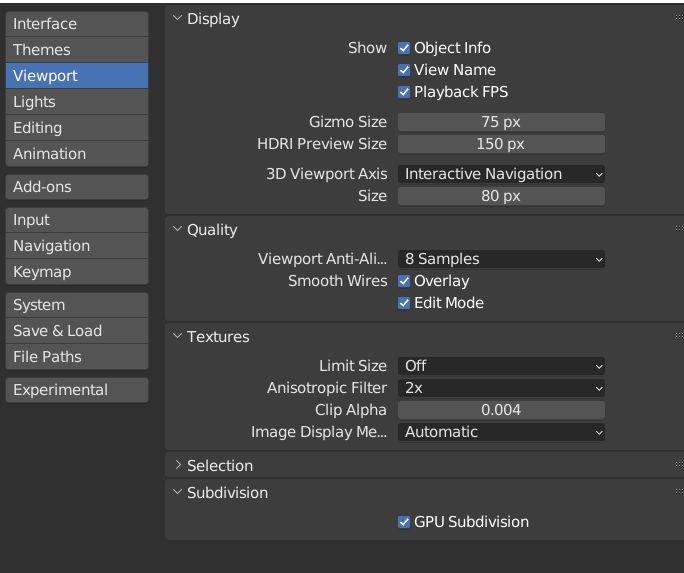 Interface
Themes
Viewport
Lights
Editing
Animation
Add-ons
Input
Navigation
Keymap
System
Save & Load
File Paths
Experimental
Display
Show Object Info
View Name
Playback FPS
Gizmo Size 75 px
HDRI Preview Size 150 px
3D Viewport Axis Interactive Navigation
Size 80 px
Quality
Viewport Anti-Ali... 8 Samples
Smooth Wires Overlay
Edit Mode
Textures
Limit Size Off
Anisotropic Filter 2x
Clip Alpha 0.004
Image Display Me... Automatic
Selection
Subdivision
GPU Subdivision